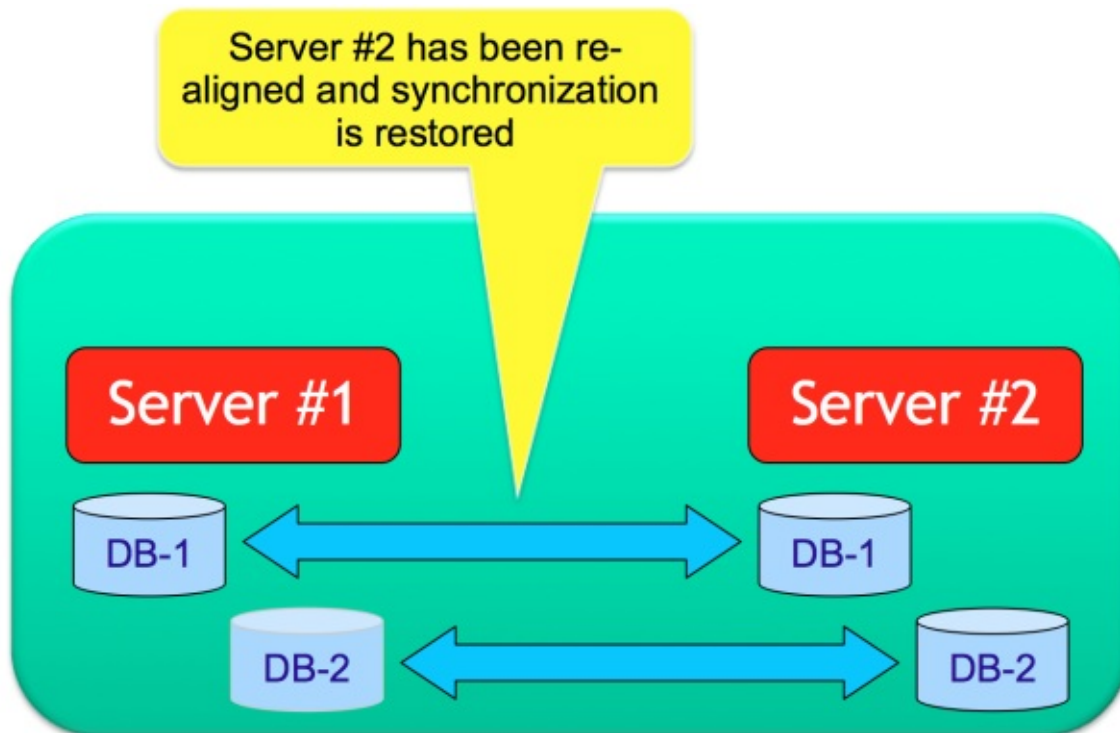 Server #2 has been re-
aligned and synchronization
is restored
Server #1
Server #2
DB-1
DB-1
DB-2
DB-2